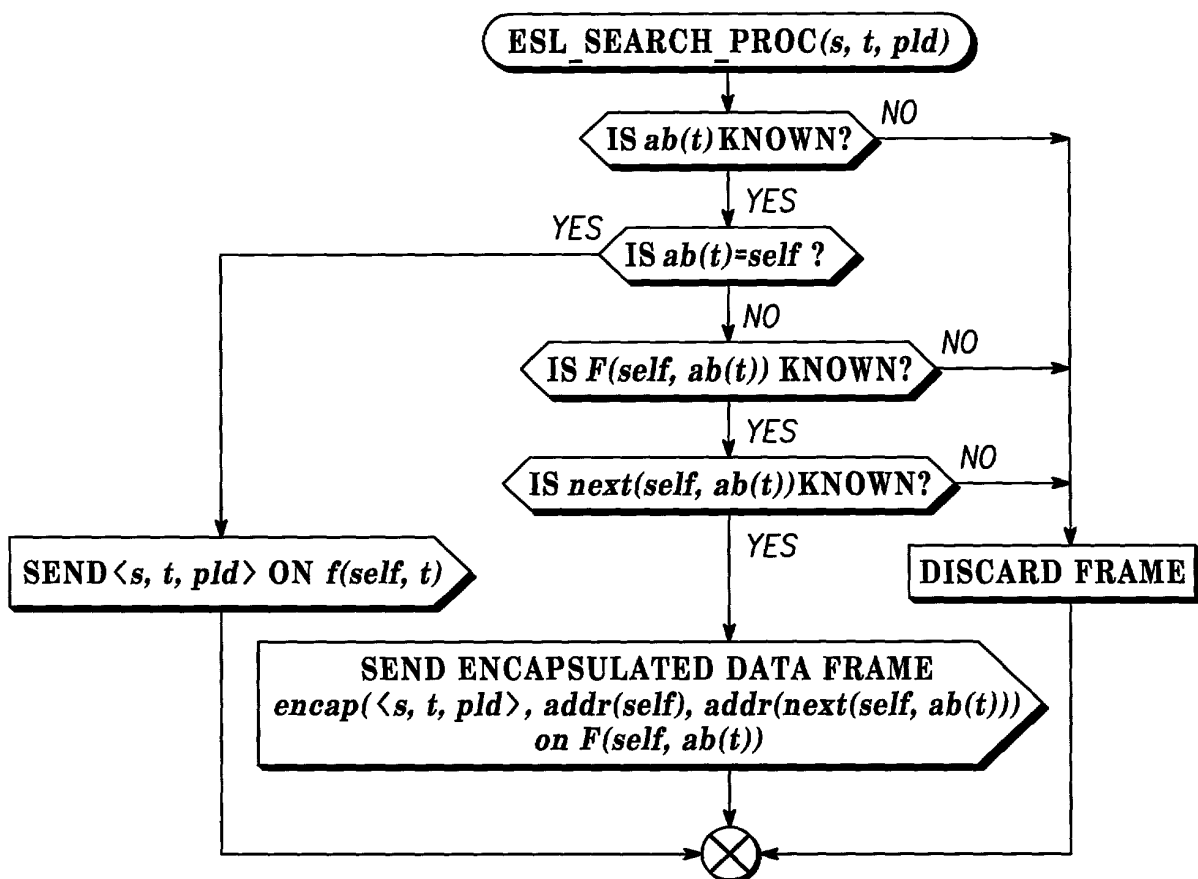 ESL_SEARCH_PROC(s, t, pld)
IS ab(t) KNOWN?
NO
YES
YES
IS ab(t)=self ?
NO
IS F(self, ab(t)) KNOWN?
NO
YES
IS next(self, ab(t))KNOWN?
NO
YES
SEND<s, t, pld> ON f(self, t)
DISCARD FRAME
SEND ENCAPSULATED DATA FRAME
encap(<s, t, pld>, addr(self), addr(next(self, ab(t)))
on F(self, ab(t))